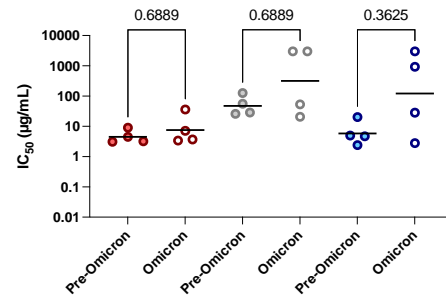 0.6889 0.6889 0.3625
10000
1000
100
10
1
0.1
0.01
IC50 (µg/mL)
Pre-Omicron
Omicron
Pre-Omicron
Omicron
Pre-Omicron
Omicron